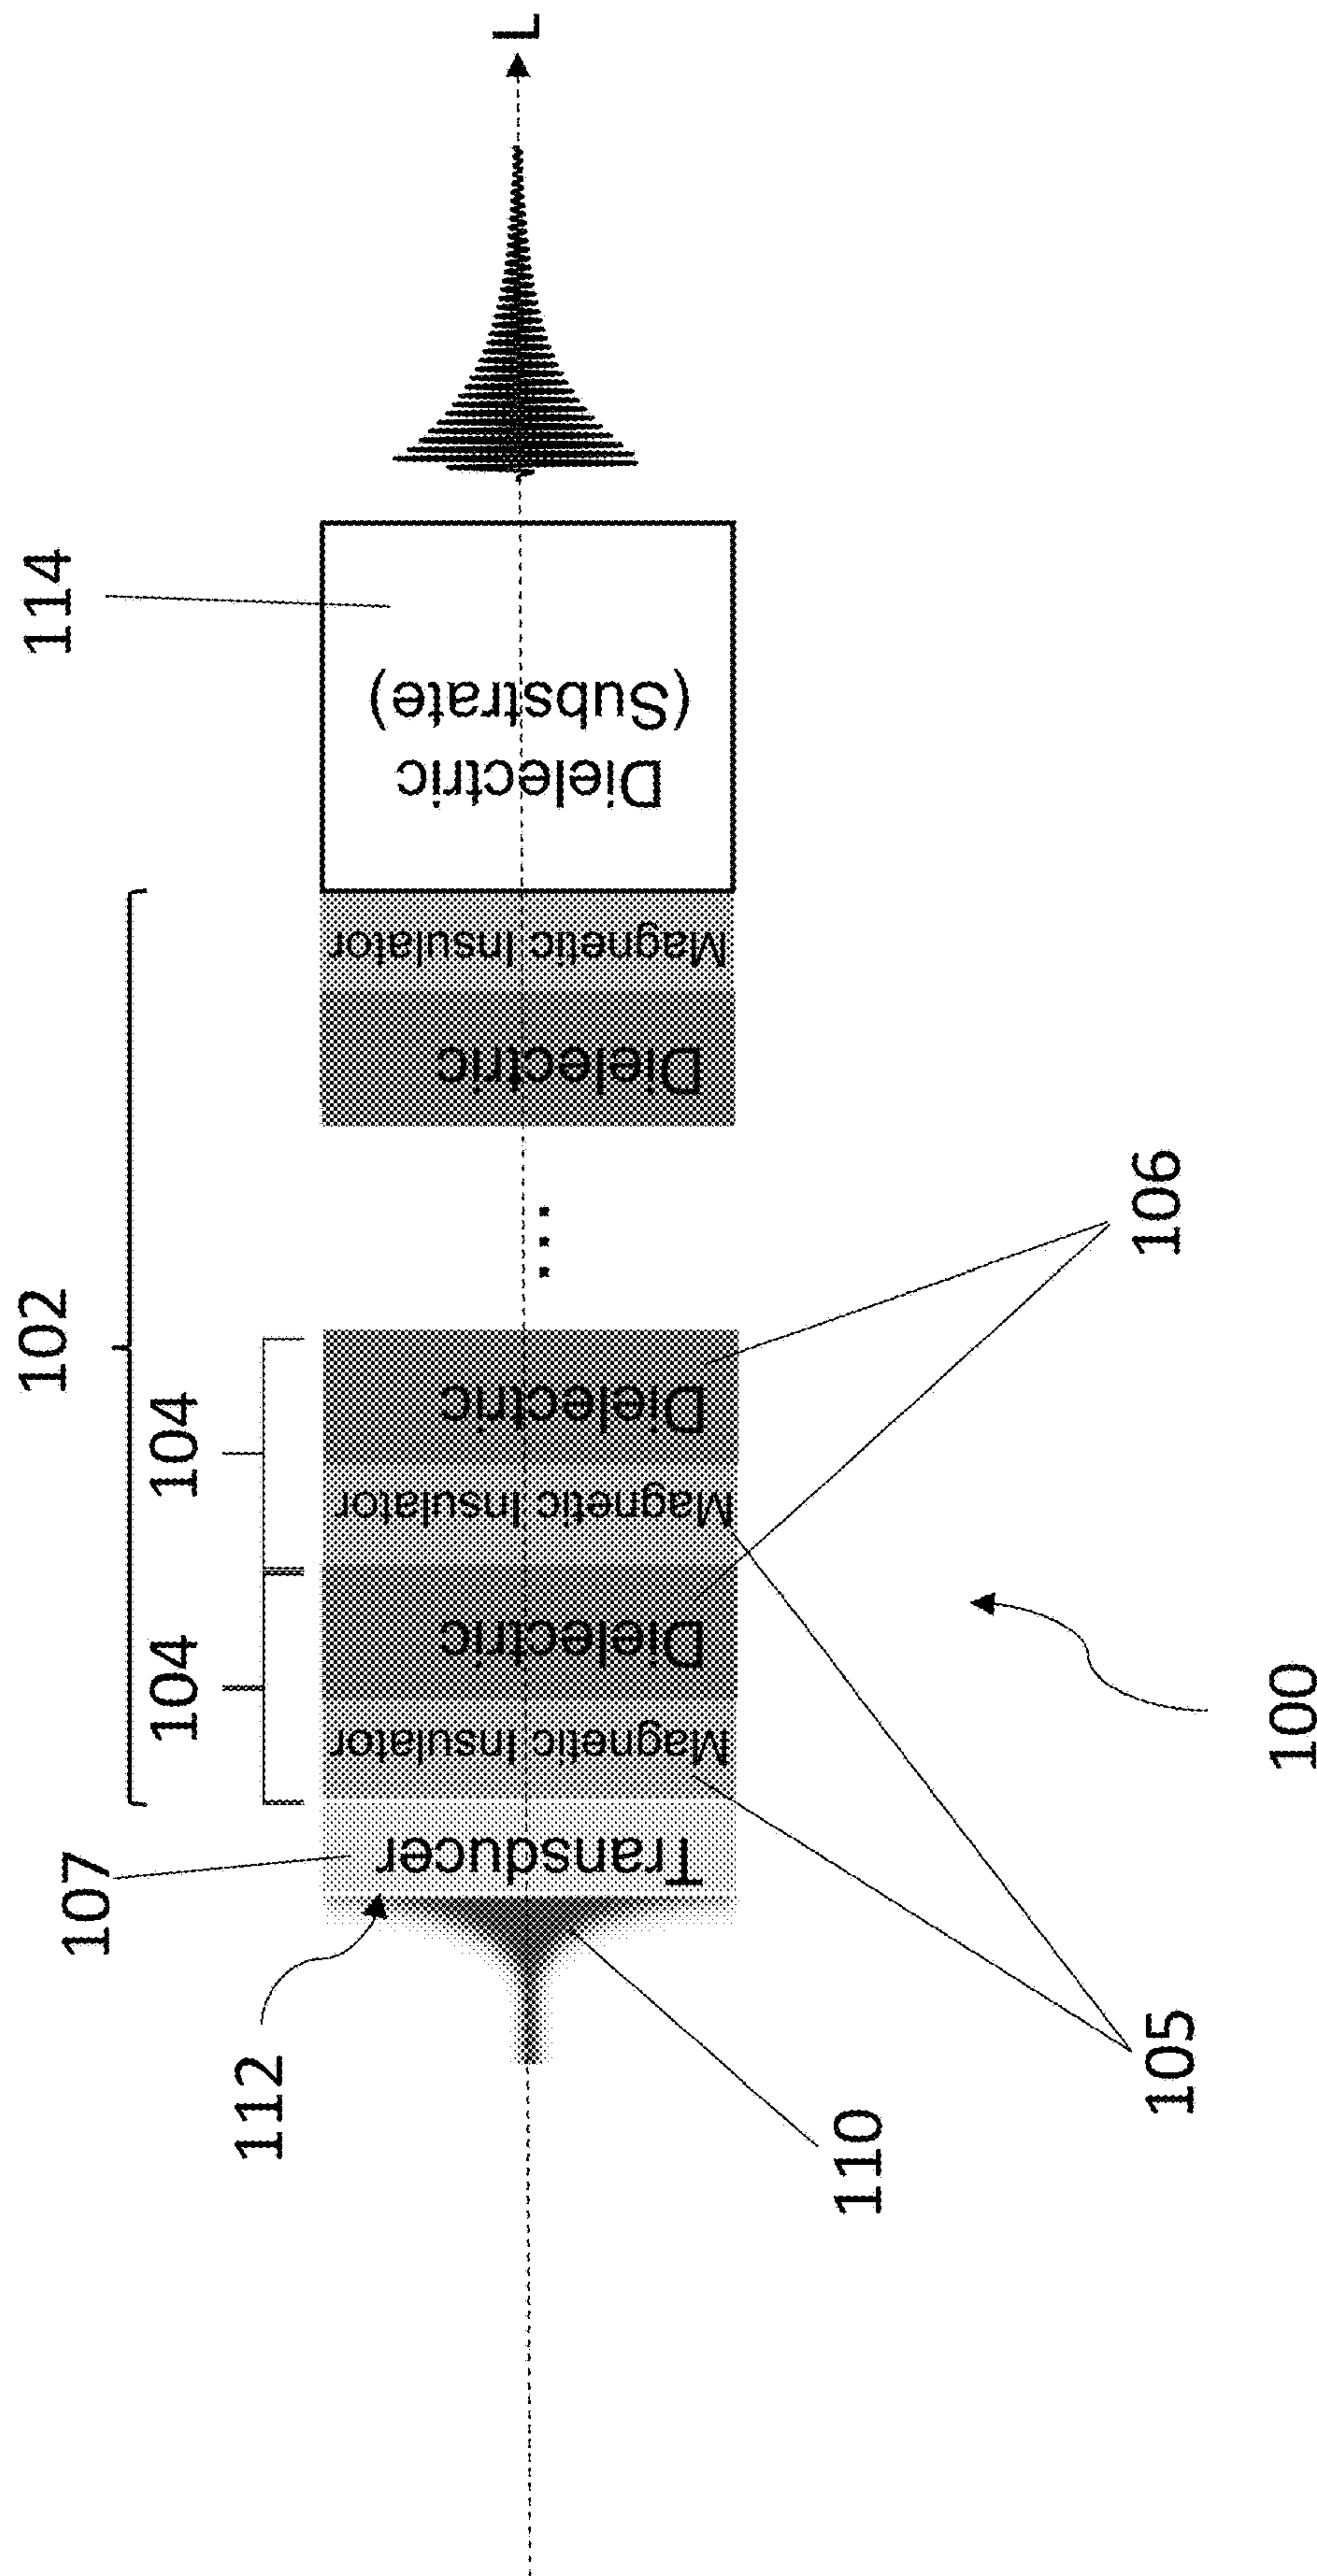 102
104
104
107
112
114
L
Transducer
Magnetic Insulator
Dielectric
Magnetic Insulator
Dielectric
...
Dielectric
Magnetic Insulator
Dielectric
(Substrate)
110
105
106
100